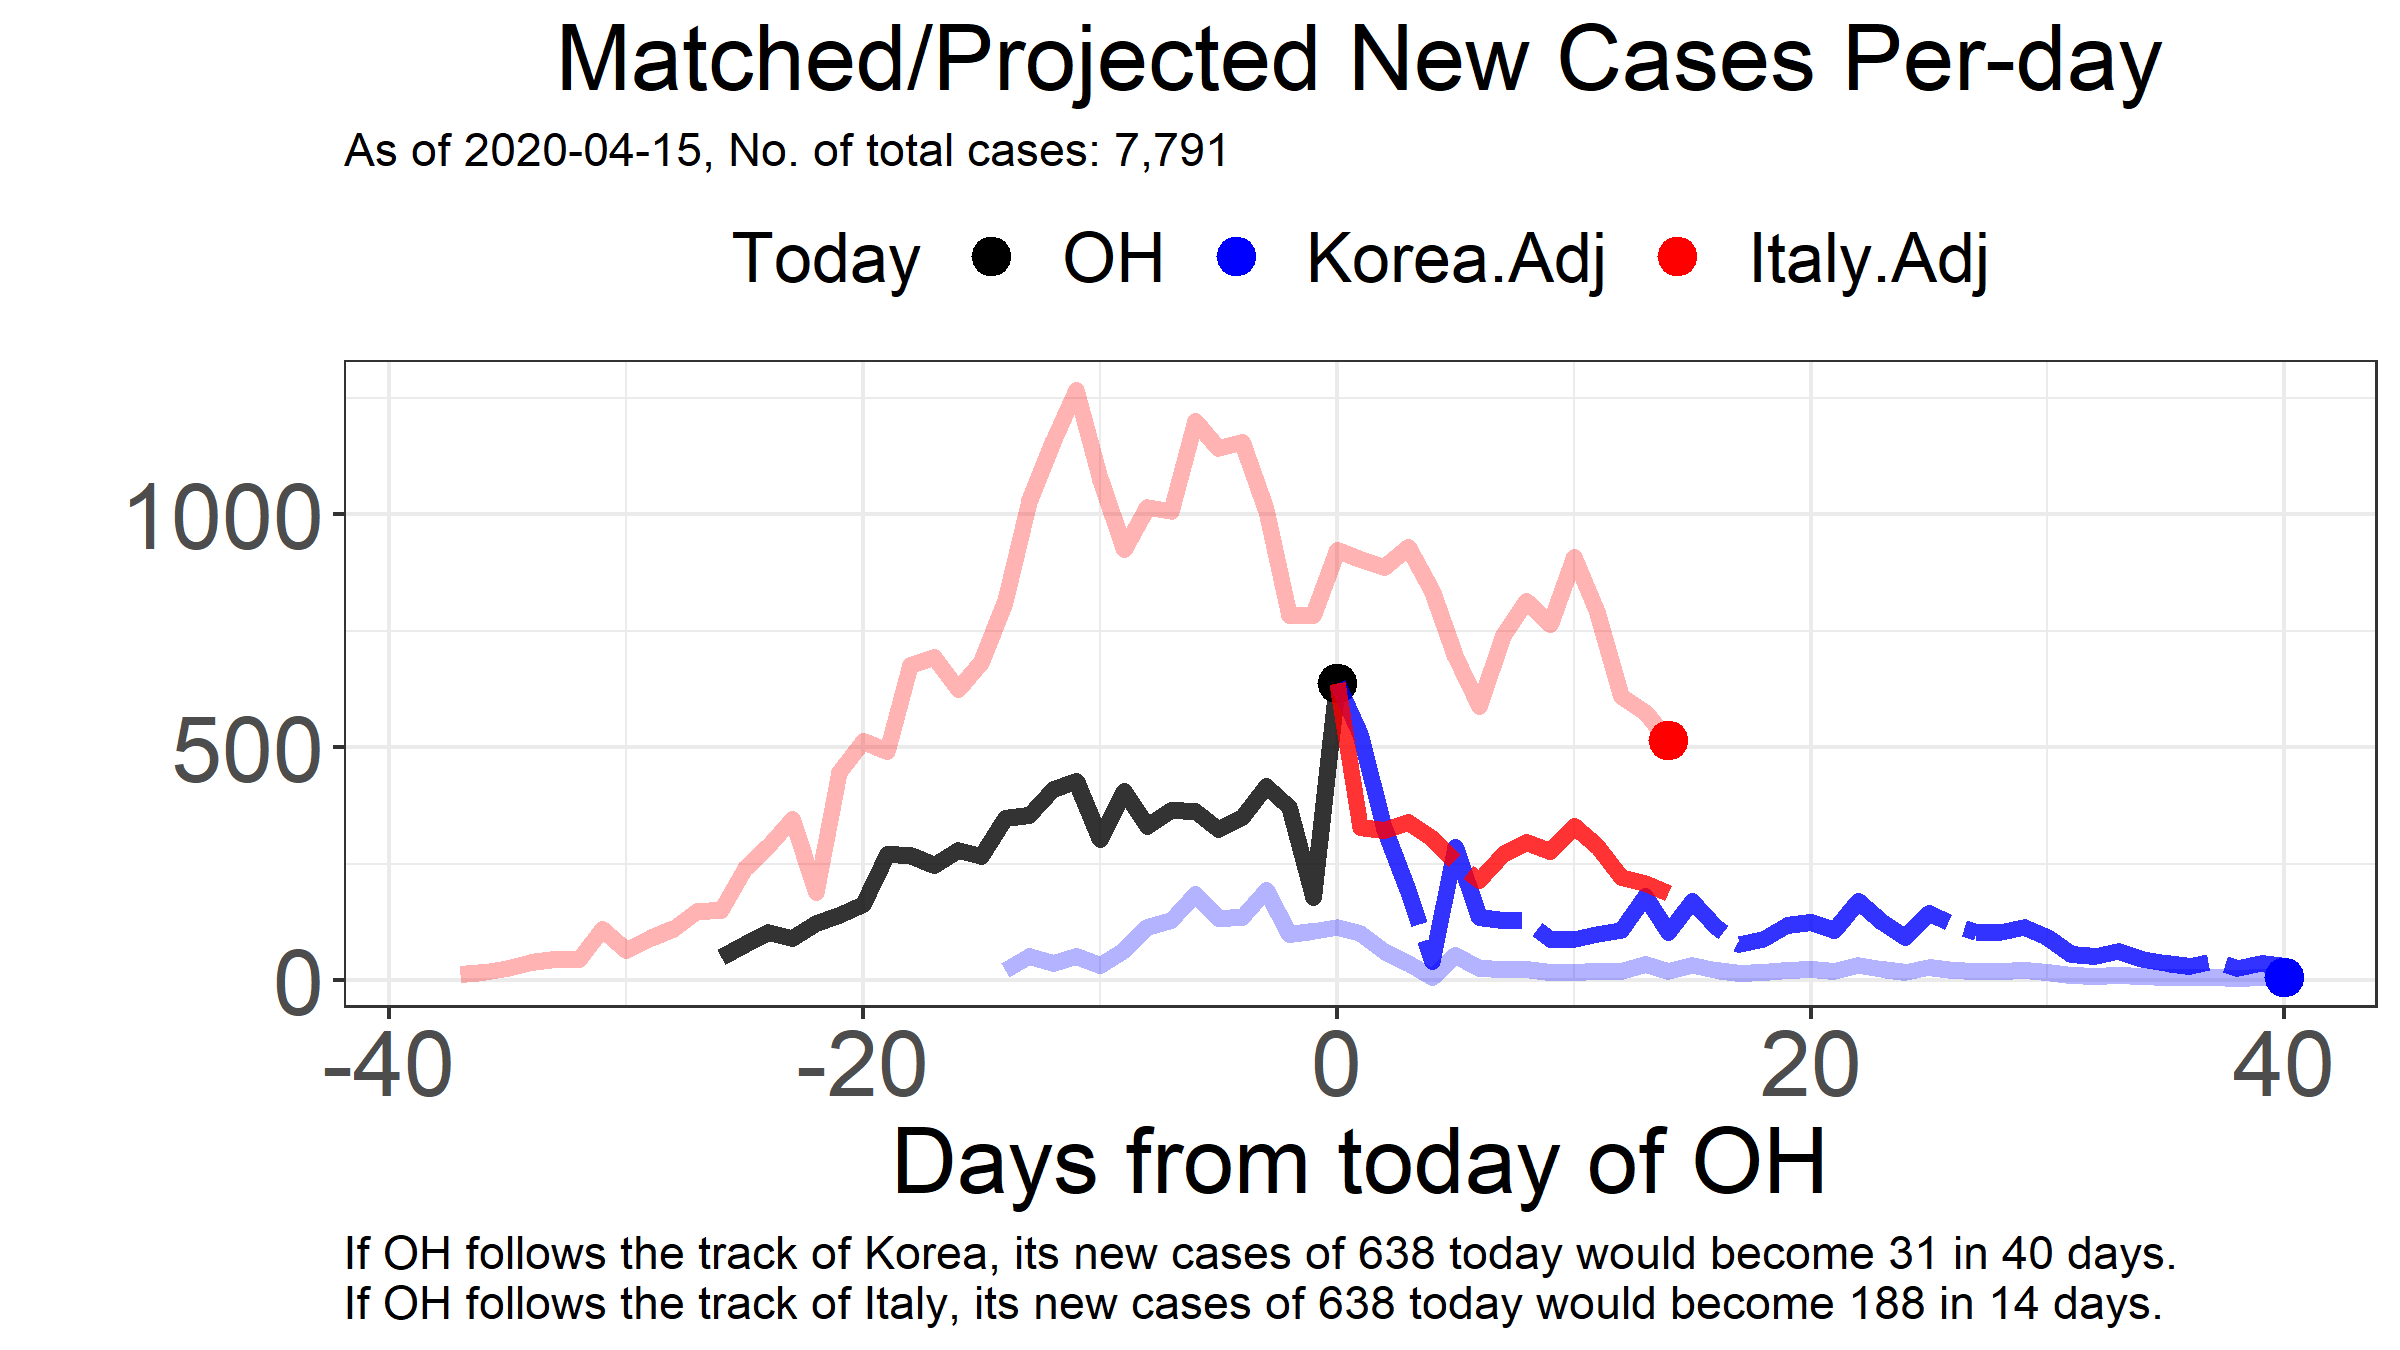 Matched/Projected New Cases Per-day
As of 2020-04-15, No. of total cases: 7,791
Today OH Korea.Adj Italy.Adj
1000
500
0
-40 -20 0 20 40
Days from today of OH
If OH follows the track of Korea, its new cases of 638 today would become 31 in 40 days.
If OH follows the track of Italy, its new cases of 638 today would become 188 in 14 days.